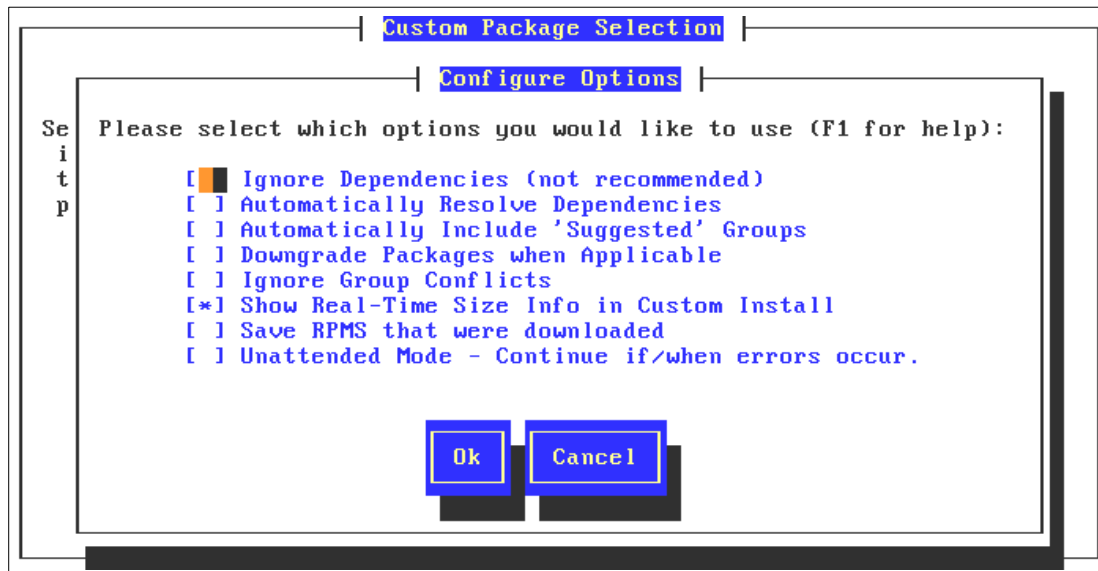 Custom Package Selection
Configure Options
Se
i
t
p
Please select which options you would like to use (F1 for help):
[ Ignore Dependencies (not recommended)
[ ] Automatically Resolve Dependencies
[ ] Automatically Include 'Suggested' Groups
[ ] Downgrade Packages when Applicable
[ ] Ignore Group Conflicts
[*] Show Real-Time Size Info in Custom Install
[ ] Save RPMS that were downloaded
[ ] Unattended Mode - Continue if/when errors occur.
Ok Cancel